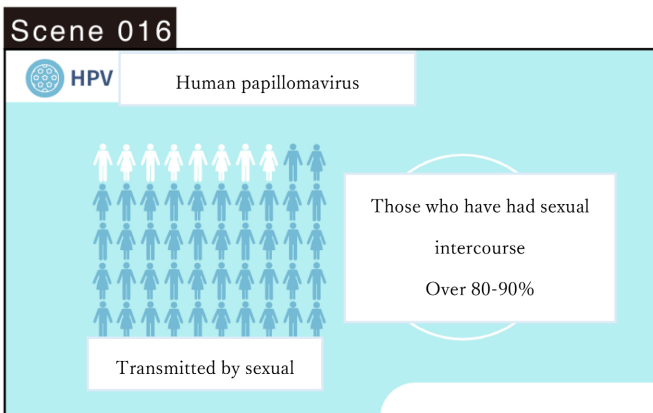 Scene 016
HPV
Human papillomavirus
Those who have had sexual
intercourse
Over 80-90%
Transmitted by sexual